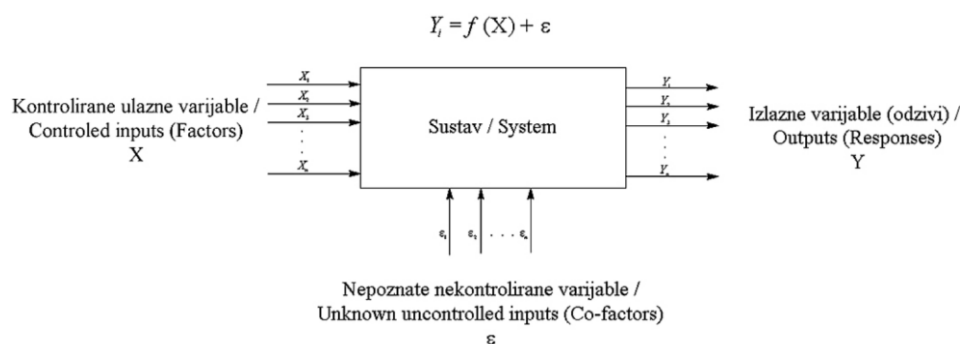 Yᵢ = f (X) + ε
Kontrolirane ulazne varijable /
Controled inputs (Factors)
X
X₁
X₂
X₃
. . . .
Xₙ
Sustav / System
Y₁
Y₂
Y₃
. . . .
Yₙ
Izlazne varijable (odzivi) /
Outputs (Responses)
Y
ε₁ ε₂ . . . εₙ
Nepoznate nekontrolirane varijable /
Unknown uncontrolled inputs (Co-factors)
ε